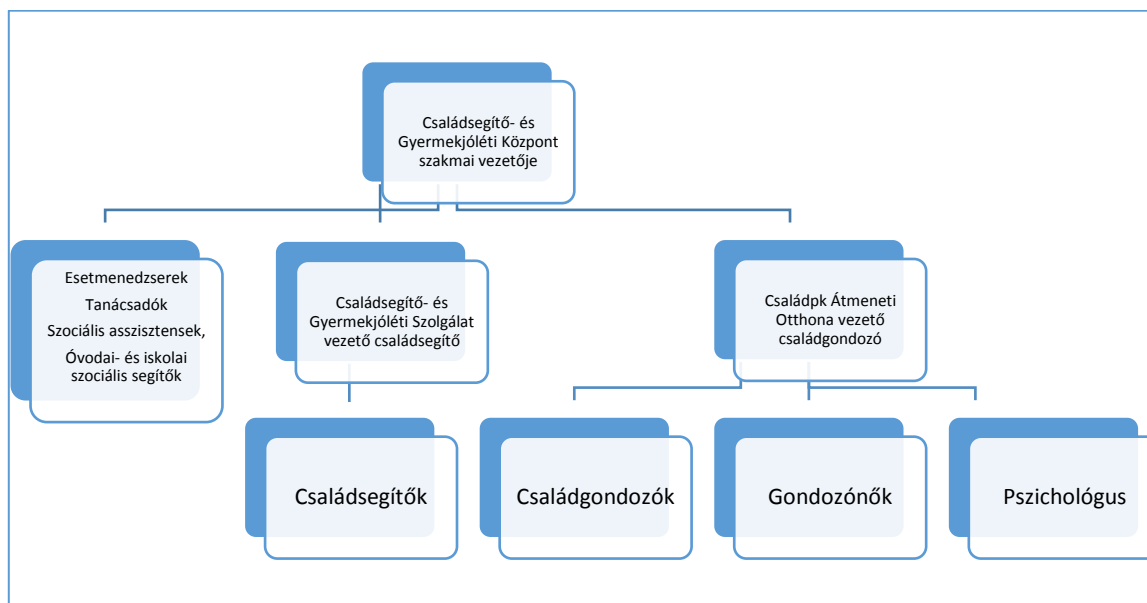 Családsegítő- és
Gyermekjóléti Központ
szakmai vezetője
Esetmenedzserek
Tanácsadók
Szociális asszisztensek,
Óvodai- és iskolai
szociális segítők
Családsegítő- és
Gyermekjóléti Szolgálat
vezető családsegítő
Családpk Átmeneti
Otthona vezető
családgondozó
Családsegítők
Családgondozók
Gondozónők
Pszichológus